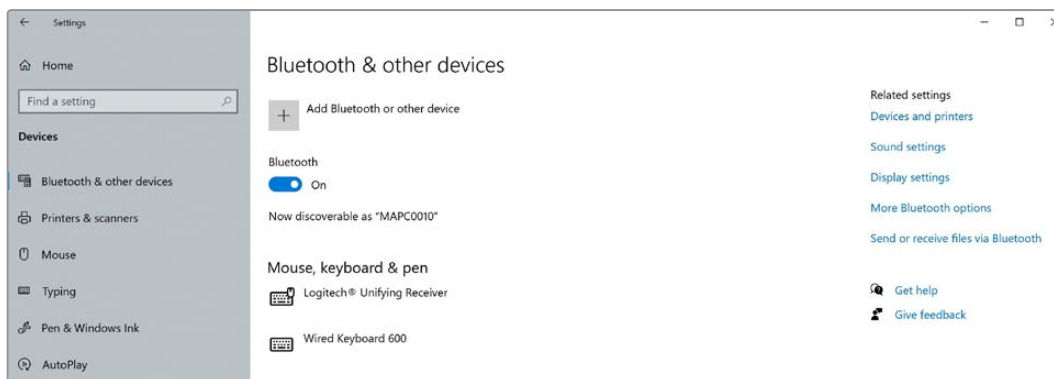 Settings
Home
Find a setting
Devices
Bluetooth & other devices
Printers & scanners
Mouse
Typing
Pen & Windows Ink
AutoPlay
Bluetooth & other devices
Add Bluetooth or other device
Bluetooth
On
Now discoverable as "MAPC0010"
Mouse, keyboard & pen
Logitech® Unifying Receiver
Wired Keyboard 600
Related settings
Devices and printers
Sound settings
Display settings
More Bluetooth options
Send or receive files via Bluetooth
Get help
Give feedback